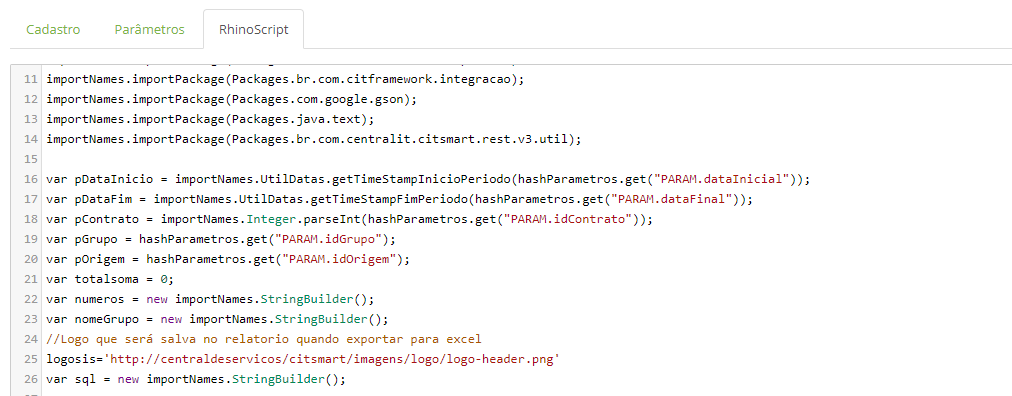 Cadastro Parâmetros RhinoScript
11 importNames.importPackage(Packages.br.com.citframework.integracao);
12 importNames.importPackage(Packages.com.google.gson);
13 importNames.importPackage(Packages.java.text);
14 importNames.importPackage(Packages.br.com.centralit.citsmart.rest.v3.util);
15
16 var pDataInicio = importNames.UtilDatas.getTimeStampInicioPeriodo(hashParametros.get("PARAM.dataInicial"));
17 var pDataFim = importNames.UtilDatas.getTimeStampFimPeriodo(hashParametros.get("PARAM.dataFinal"));
18 var pContrato = importNames.Integer.parseInt(hashParametros.get("PARAM.idContrato"));
19 var pGrupo = hashParametros.get("PARAM.idGrupo");
20 var pOrigem = hashParametros.get("PARAM.idOrigem");
21 var totalsoma = 0;
22 var numeros = new importNames.StringBuilder();
23 var nomeGrupo = new importNames.StringBuilder();
24 //Logo que será salva no relatorio quando exportar para excel
25 logosis='http://centraldeservicos/citsmart/imagens/logo/logo-header.png'
26 var sql = new importNames.StringBuilder();